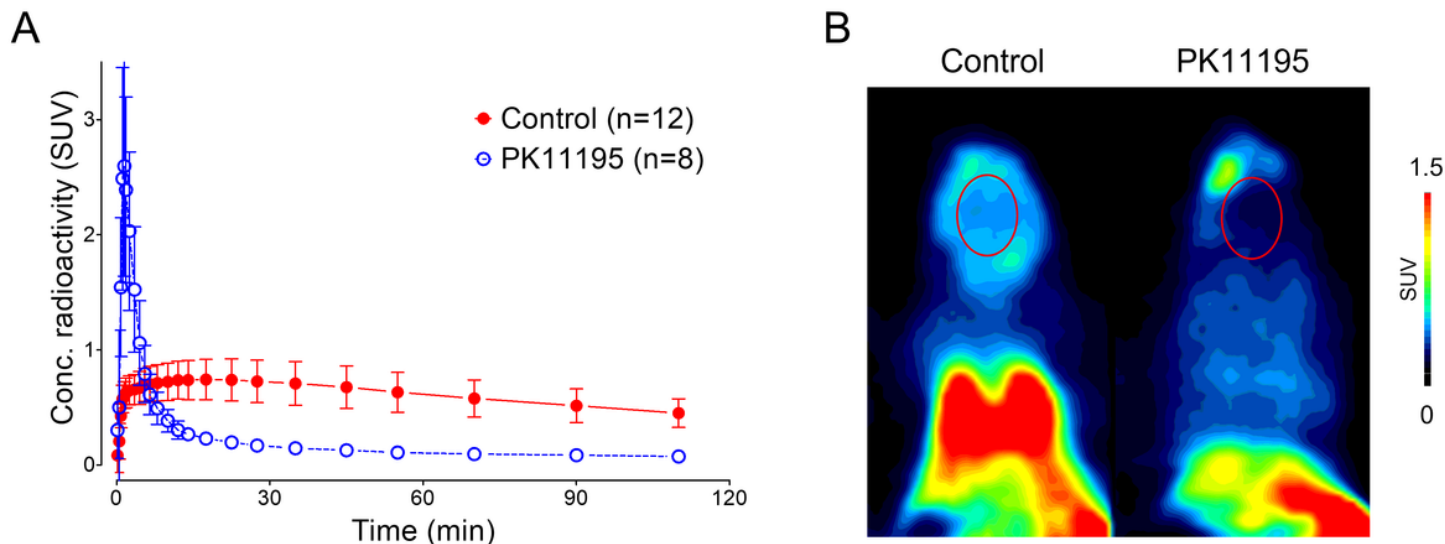 A
Conc. radioactivity (SUV)
3
2
1
0
0
30
60
90
120
Time (min)
Control (n=12)
PK11195 (n=8)
B
Control
PK11195
1.5
SUV
0